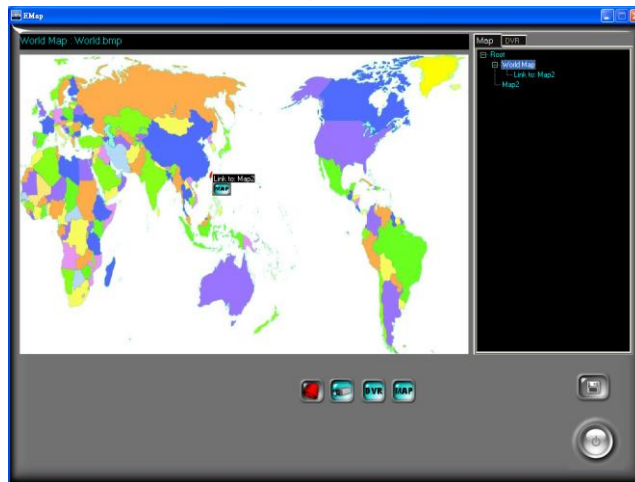 EMap
World Map : World.bmp
Map DVR
Root
World Map
Link to: Map2
Map2
Link to: Map2
MAP
DVR MAP